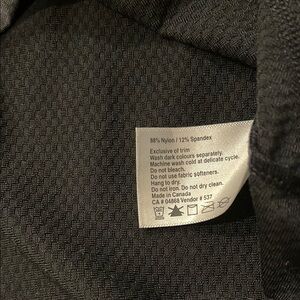 88% Nylon / 12% Spandex
Exclusive of trim
Wash dark colours separately.
Machine wash cold at delicate cycle.
Do not bleach.
Do not use fabric softeners.
Hang to dry.
Do not iron. Do not dry clean.
Made in Canada
CA # 04868 Vendor # 537